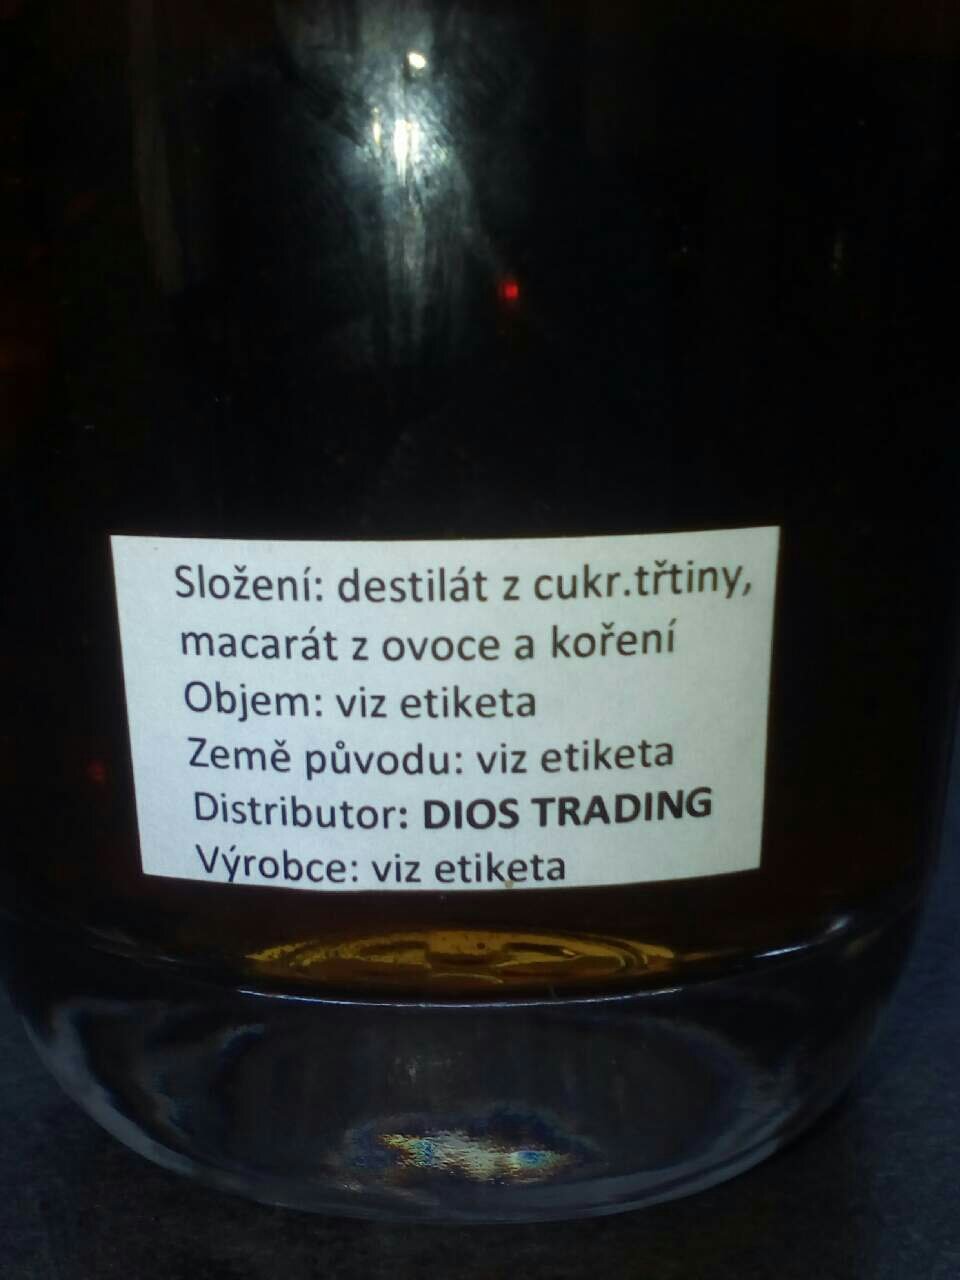 Složení: destilát z cukr.třtiny,
macarát z ovoce a koření
Objem: viz etiketa
Země původu: viz etiketa
Distributor: DIOS TRADING
Výrobce: viz etiketa